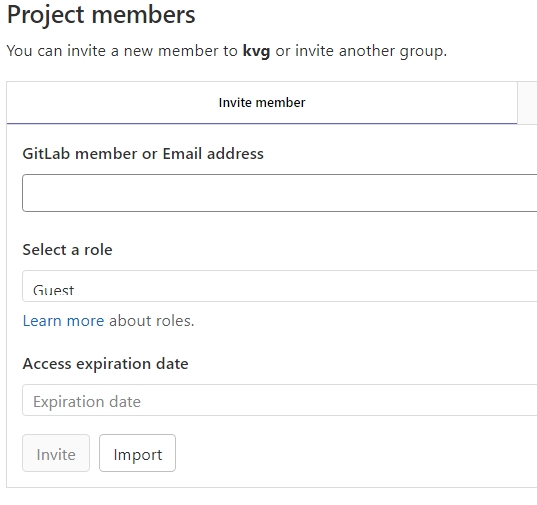 Project members
You can invite a new member to kvg or invite another group.
Invite member
GitLab member or Email address
Select a role
Guest
Learn more about roles.
Access expiration date
Expiration date
Invite
Import